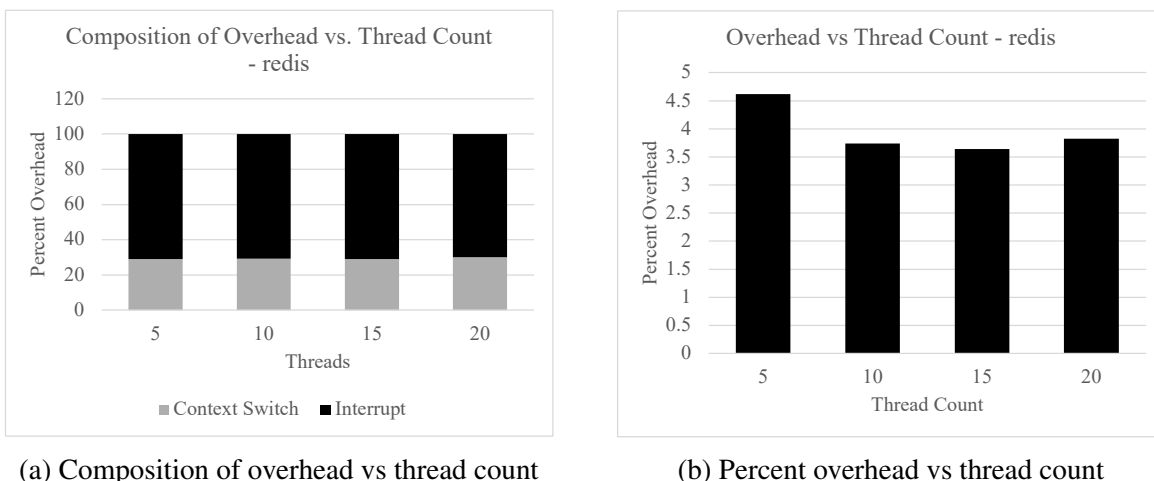 Composition of Overhead vs. Thread Count
- redis
Percent Overhead
120
100
80
60
40
20
0
5 10 15 20
Threads
Context Switch Interrupt
(a) Composition of overhead vs thread count
Overhead vs Thread Count - redis
Percent Overhead
5
4.5
4
3.5
3
2.5
2
1.5
1
0.5
0
5 10 15 20
Thread Count
(b) Percent overhead vs thread count